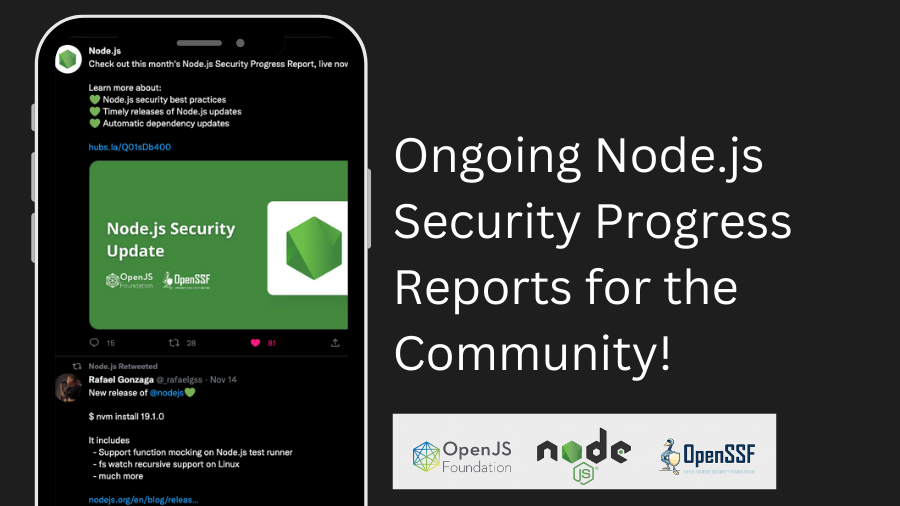 Node.js
Check out this month's Node.js Security Progress Report, live now
Learn more about:
💚 Node.js security best practices
💚 Timely releases of Node.js updates
💚 Automatic dependency updates
hubs.la/Q01sDb400
Node.js Security
Update
OpenJS
Foundation
OpenSSF
15
28
81
Node.js Retweeted
Rafael Gonzaga @_rafaelgss · Nov 14
New release of @nodejs💚
$ nvm install 19.1.0
It includes
- Support function mocking on Node.js test runner
- fs watch recursive support on Linux
- much more
nodejs.org/en/blog/releas...
Ongoing Node.js
Security Progress
Reports for the
Community!
OpenJS
Foundation
node
JS
®
OpenSSF
OPEN SOURCE SECURITY FOUNDATION